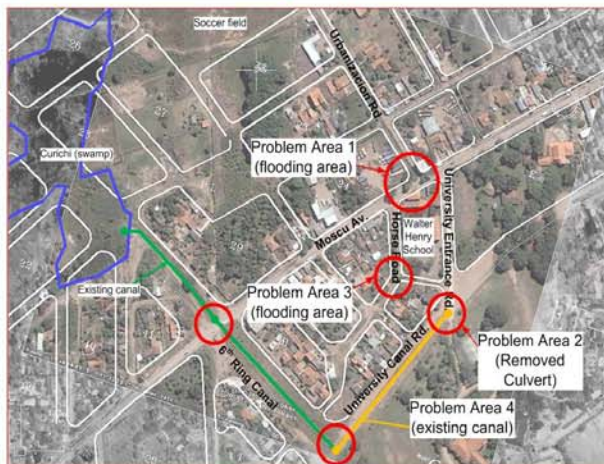 Soccer field
Urbanizacion Rd
Curichi (swamp)
Problem Area 1
(flooding area)
University Entrance Rd
Moscu Av.
Horse Road
Walter
Henry
School
Existing canal
Problem Area 3
(flooding area)
6th Ring Canal
University Canal Rd.
Problem Area 2
(Removed
Culvert)
Problem Area 4
(existing canal)